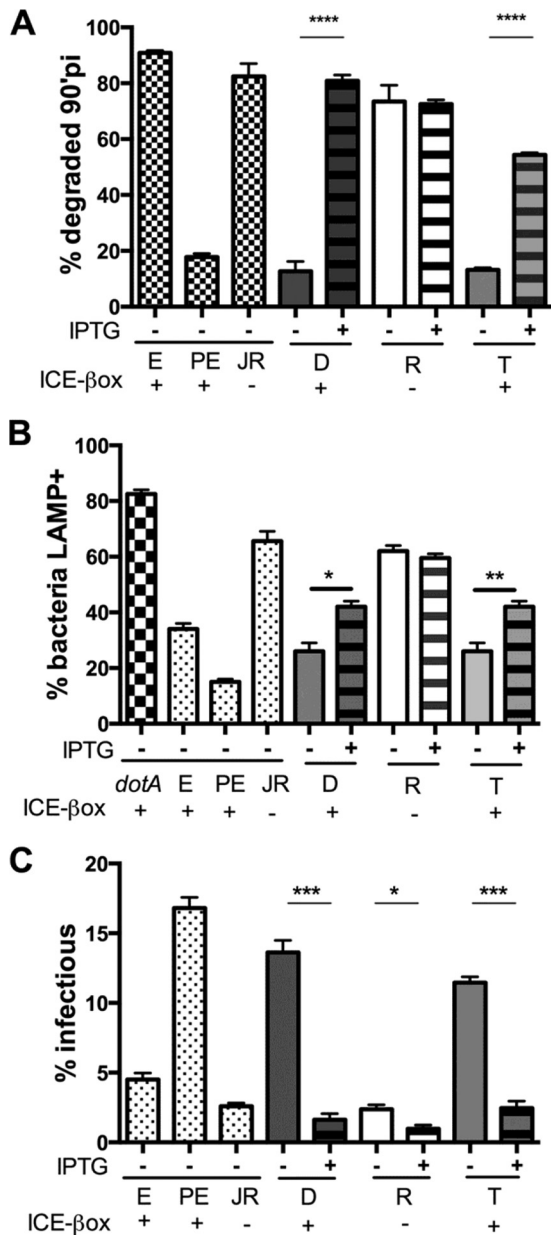 A
% degraded 90'pi
100
80
60
40
20
0
**** ****
IPTG - - - - + - + - +
E PE JR D R T
ICE-βox + + - + - +
B
% bacteria LAMP+
100
80
60
40
20
0
* **
IPTG - - - - - + - + - +
dotA E PE JR D R T
ICE-βox + + + - + - +
C
% infectious
20
15
10
5
0
*** * ***
IPTG - - - - + - + - +
E PE JR D R T
ICE-βox + + - + - +